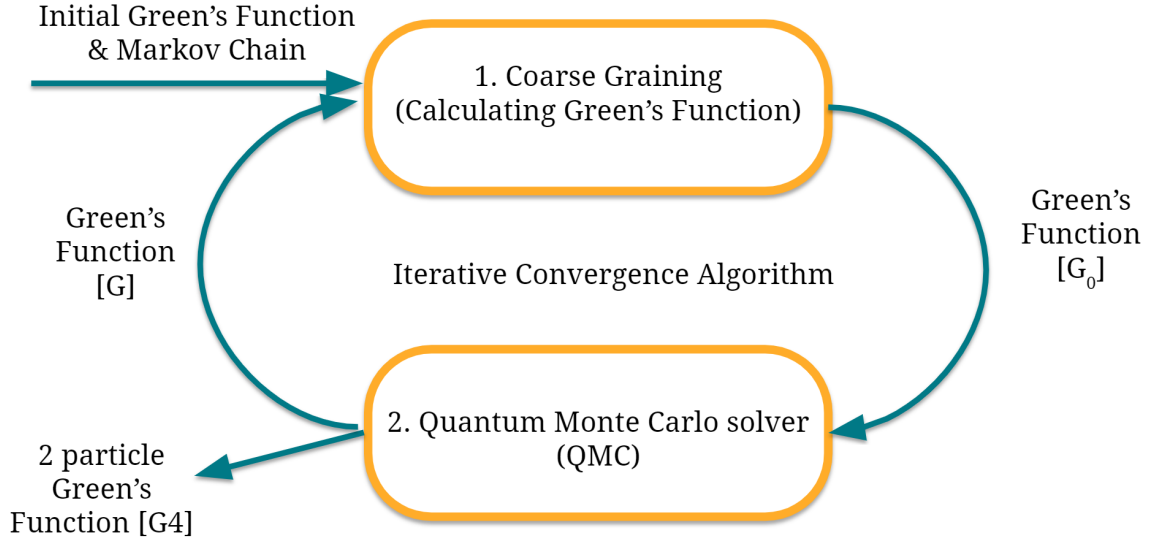 Initial Green’s Function
& Markov Chain
1. Coarse Graining
(Calculating Green’s Function)
Green’s
Function
[G₀]
Green’s
Function
[G]
Iterative Convergence Algorithm
2. Quantum Monte Carlo solver
(QMC)
2 particle
Green’s
Function [G4]